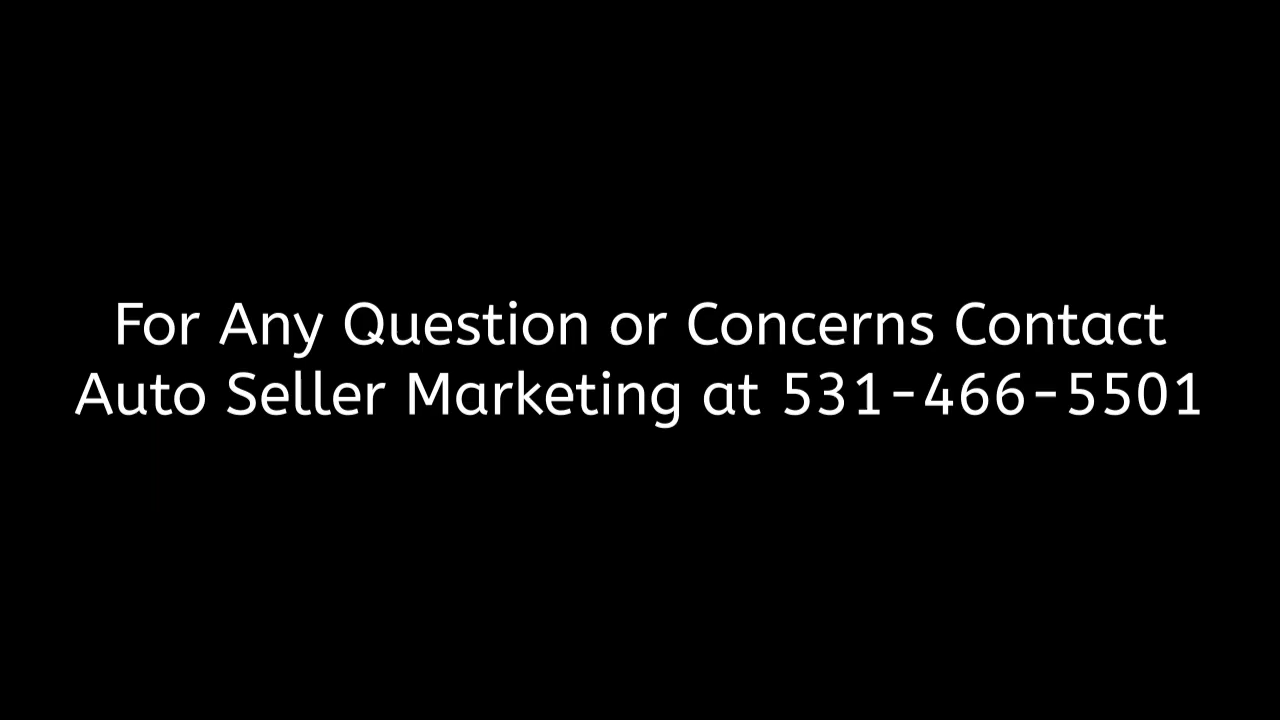 For Any Question or Concerns Contact
Auto Seller Marketing at 531-466-5501